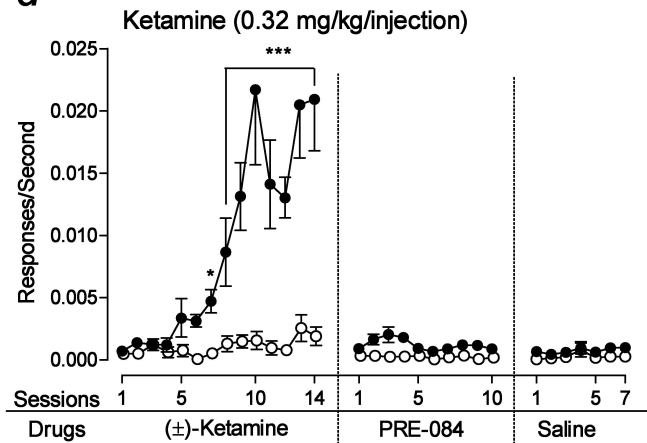 Ketamine (0.32 mg/kg/injection)
Responses/Second
0.025
0.020
0.015
0.010
0.005
0.000
***
*
Sessions 1 5 10 14 1 5 10 1 5 7
Drugs (±)-Ketamine PRE-084 Saline